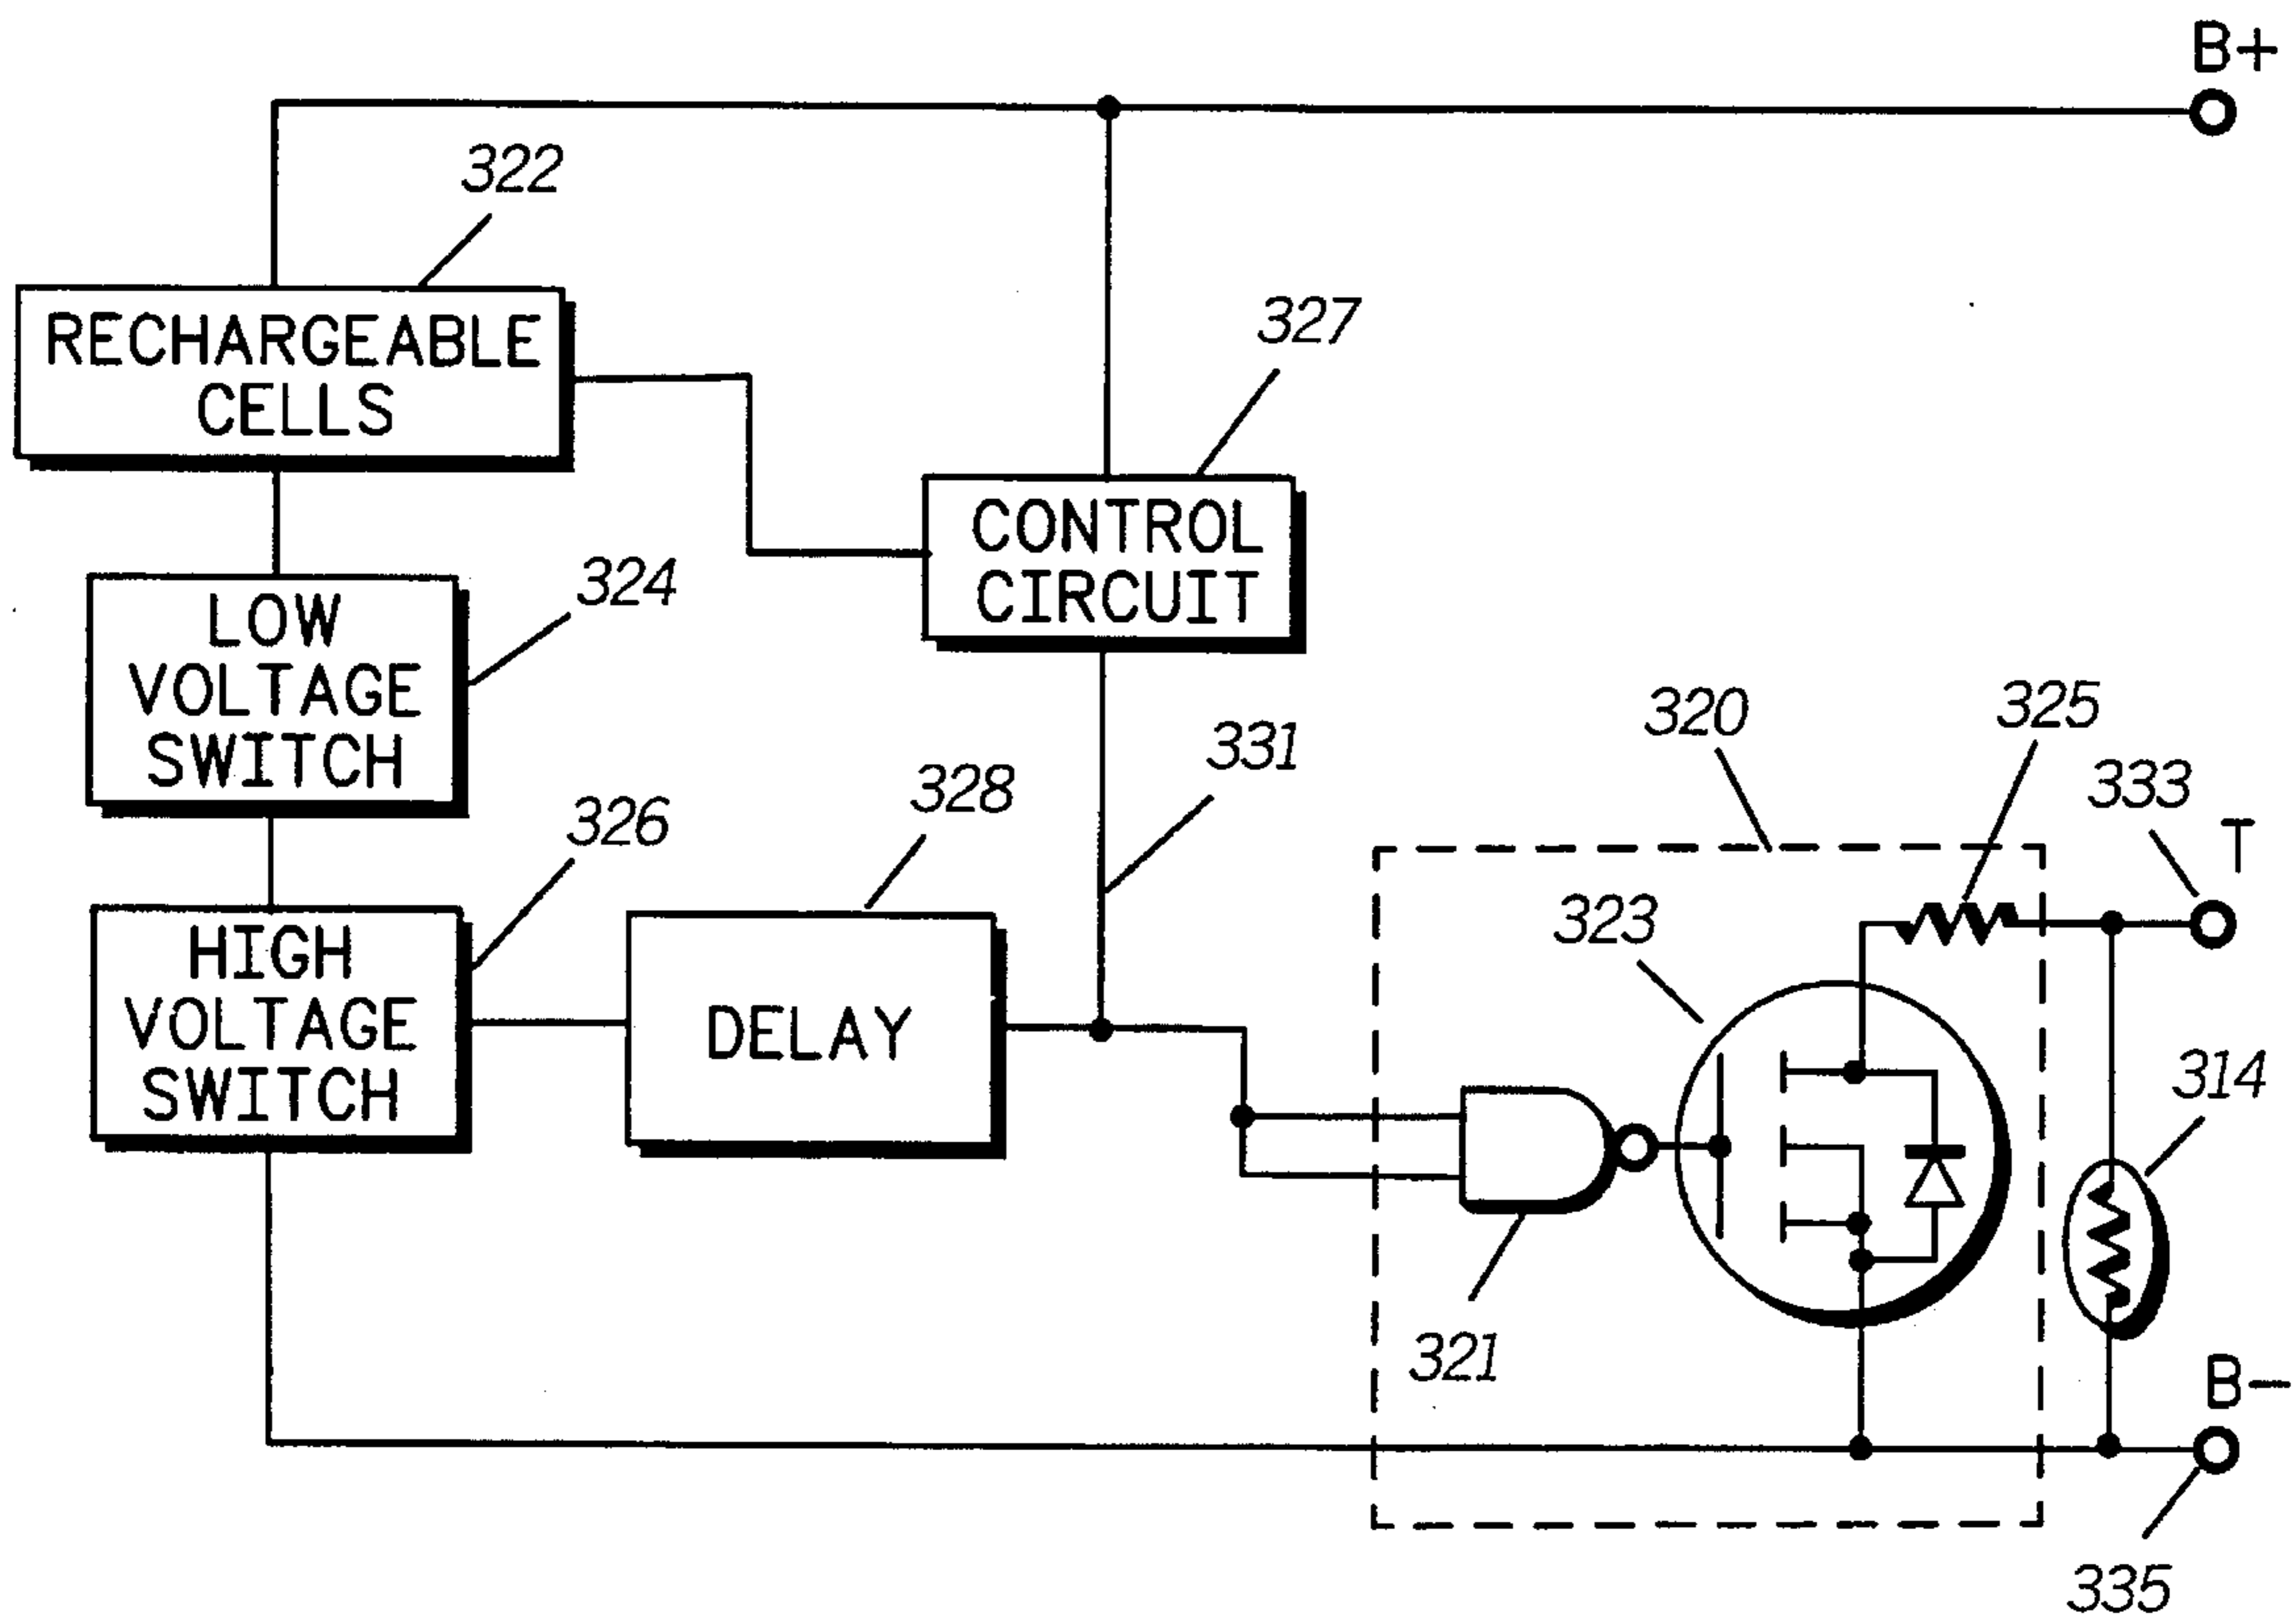 B+
322
RECHARGEABLE
CELLS
327
CONTROL
CIRCUIT
324
LOW
VOLTAGE
SWITCH
320
325
331
333
T
328
326
323
HIGH
VOLTAGE
SWITCH
DELAY
314
321
B-
335